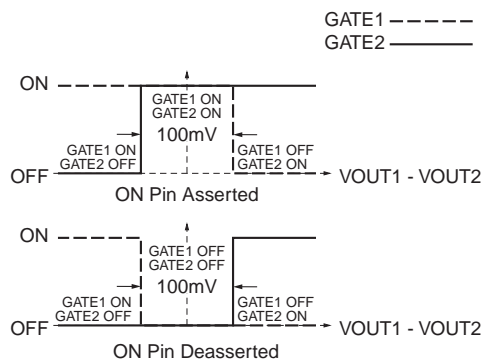 GATE1
GATE2
ON
GATE1 ON
GATE2 ON
100mV
GATE1 ON
GATE2 OFF
GATE1 OFF
GATE2 ON
OFF
VOUT1 - VOUT2
ON Pin Asserted
ON
GATE1 OFF
GATE2 OFF
100mV
GATE1 ON
GATE2 OFF
GATE1 OFF
GATE2 ON
OFF
VOUT1 - VOUT2
ON Pin Deasserted